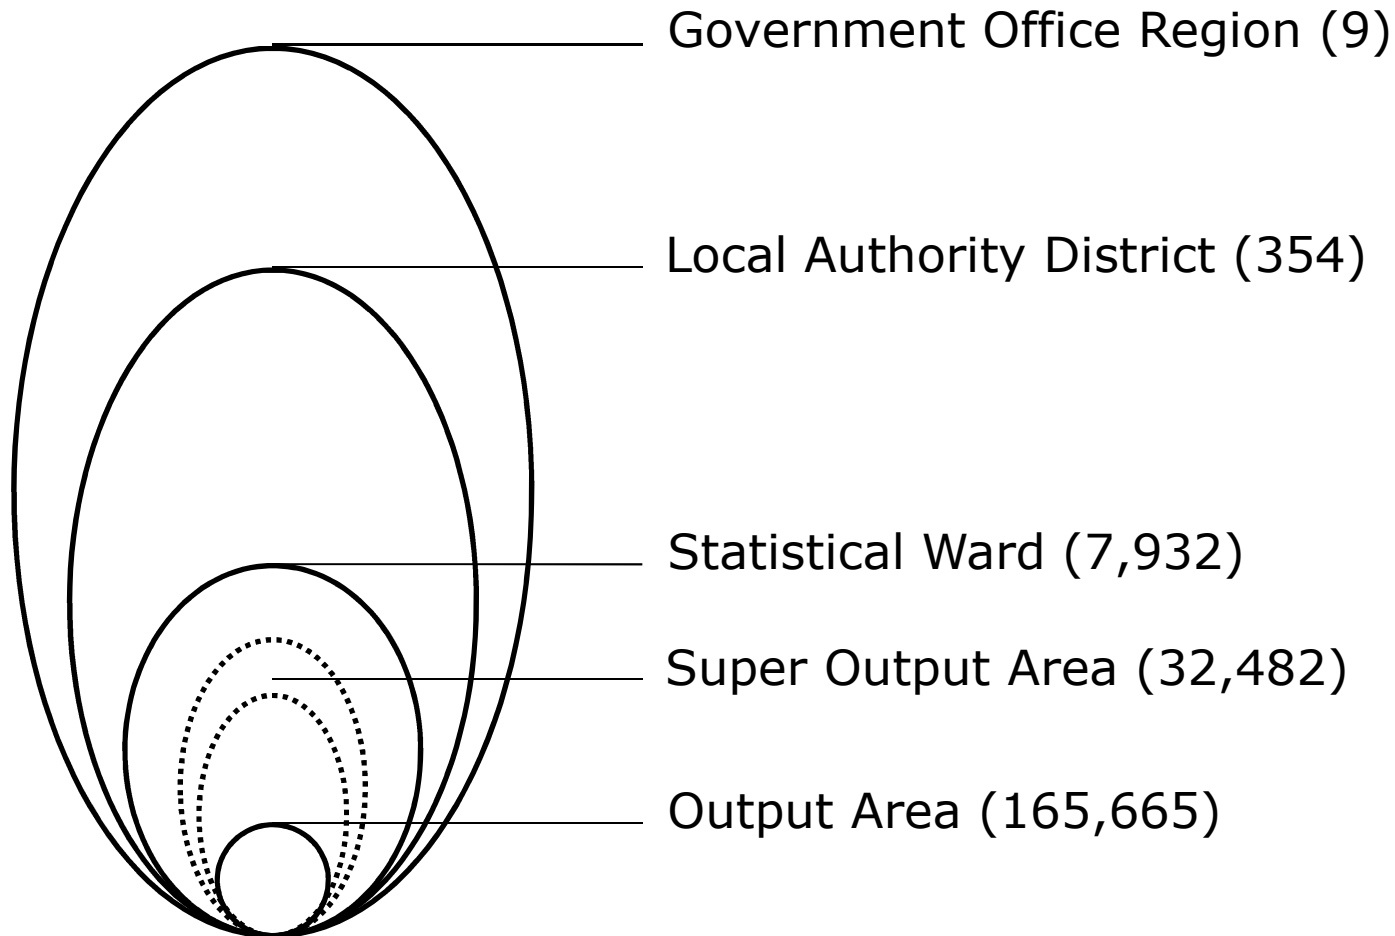 Government Office Region (9)
Local Authority District (354)
Statistical Ward (7,932)
Super Output Area (32,482)
Output Area (165,665)